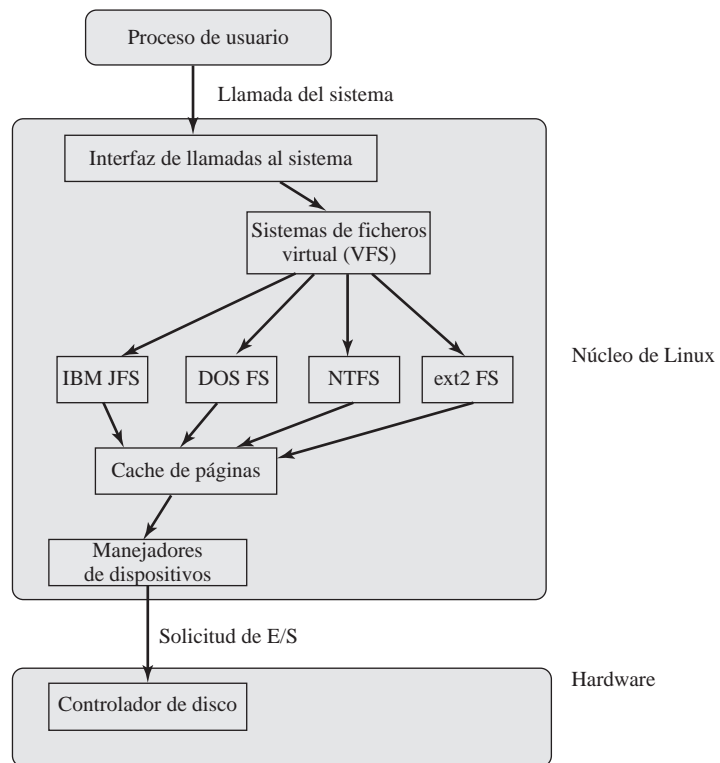 Proceso de usuario
Llamada del sistema
Interfaz de llamadas al sistema
Sistemas de ficheros
virtual (VFS)
IBM JFS
DOS FS
NTFS
ext2 FS
Núcleo de Linux
Cache de páginas
Manejadores
de dispositivos
Solicitud de E/S
Hardware
Controlador de disco